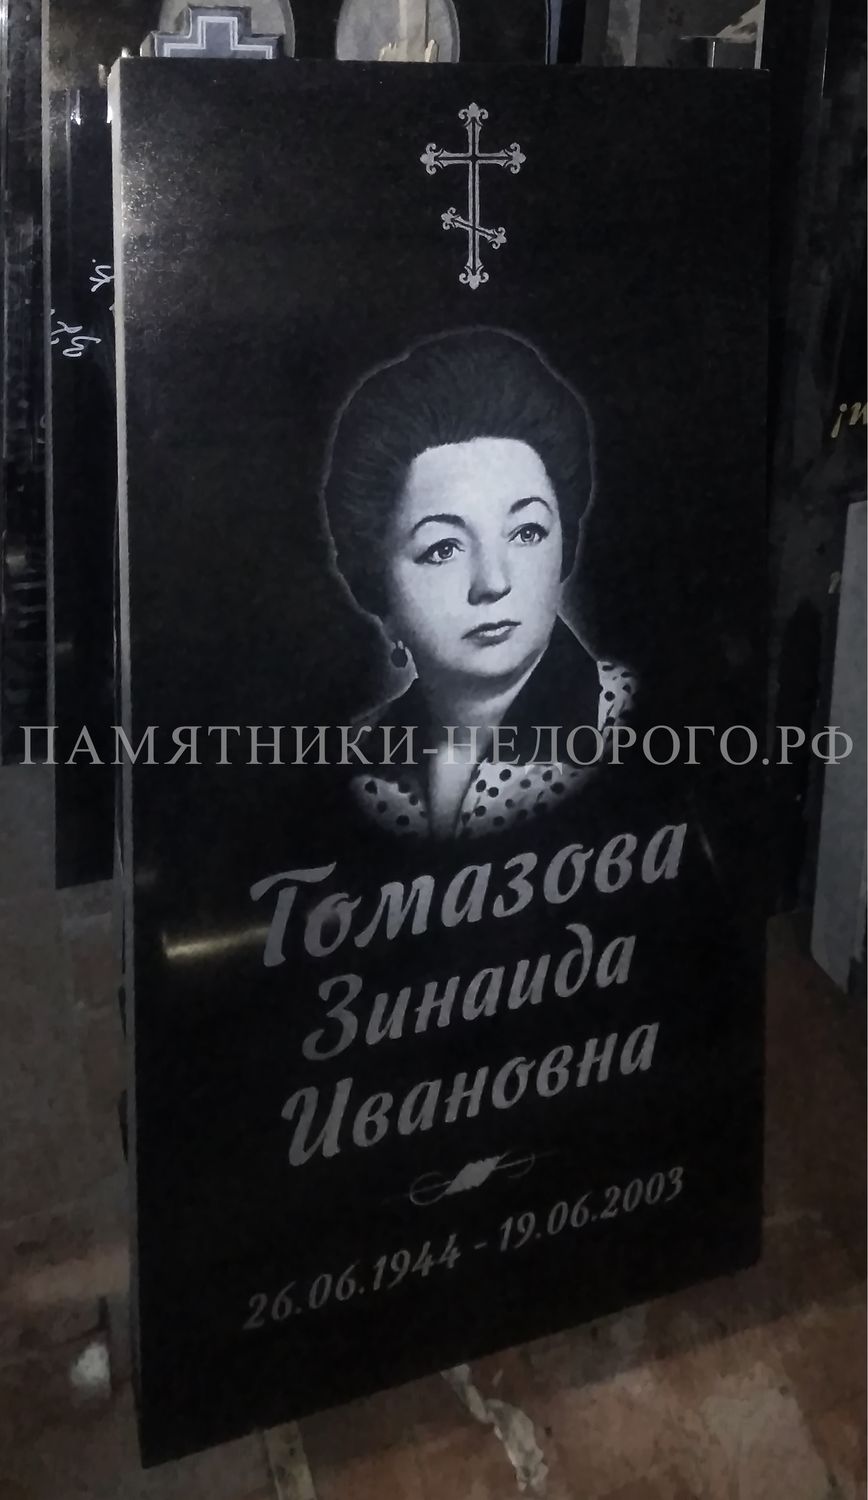 ПАМЯТНИКИ-НЕДОРОГО.РФ
Томазова
Зинаида
Ивановна
26.06.1944 - 19.06.2003